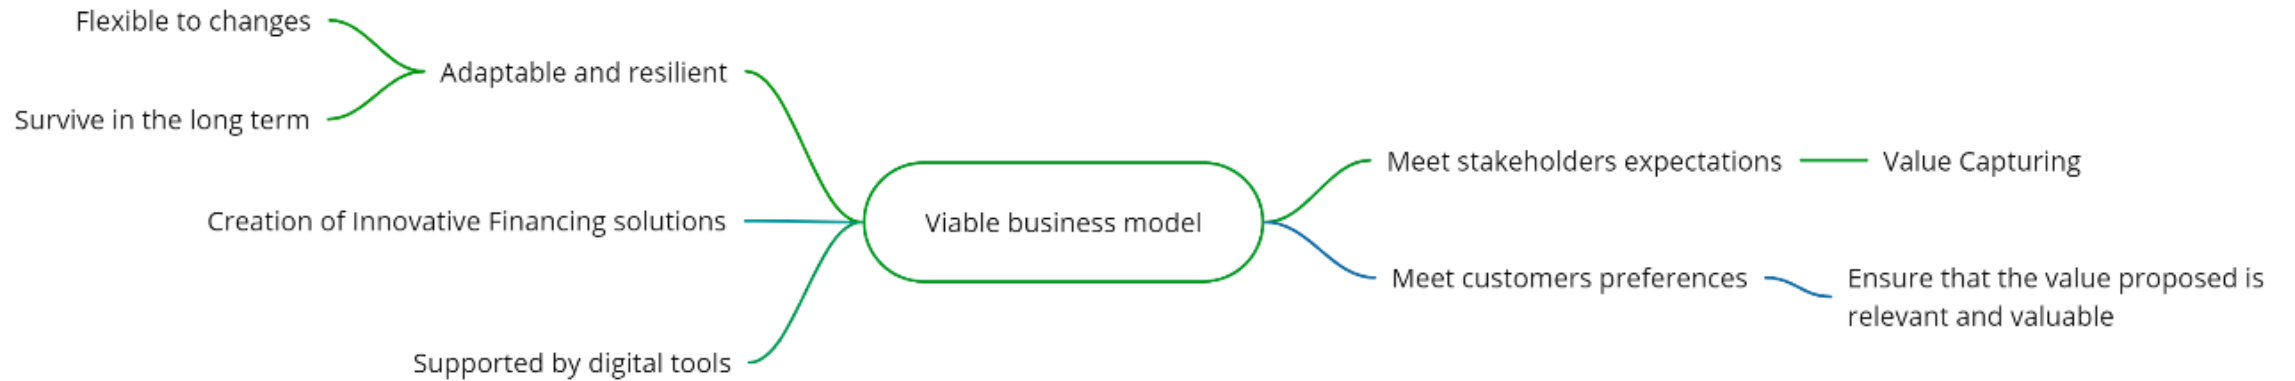 Flexible to changes
Adaptable and resilient
Survive in the long term
Creation of Innovative Financing solutions
Supported by digital tools
Viable business model
Meet stakeholders expectations
Value Capturing
Meet customers preferences
Ensure that the value proposed is
relevant and valuable